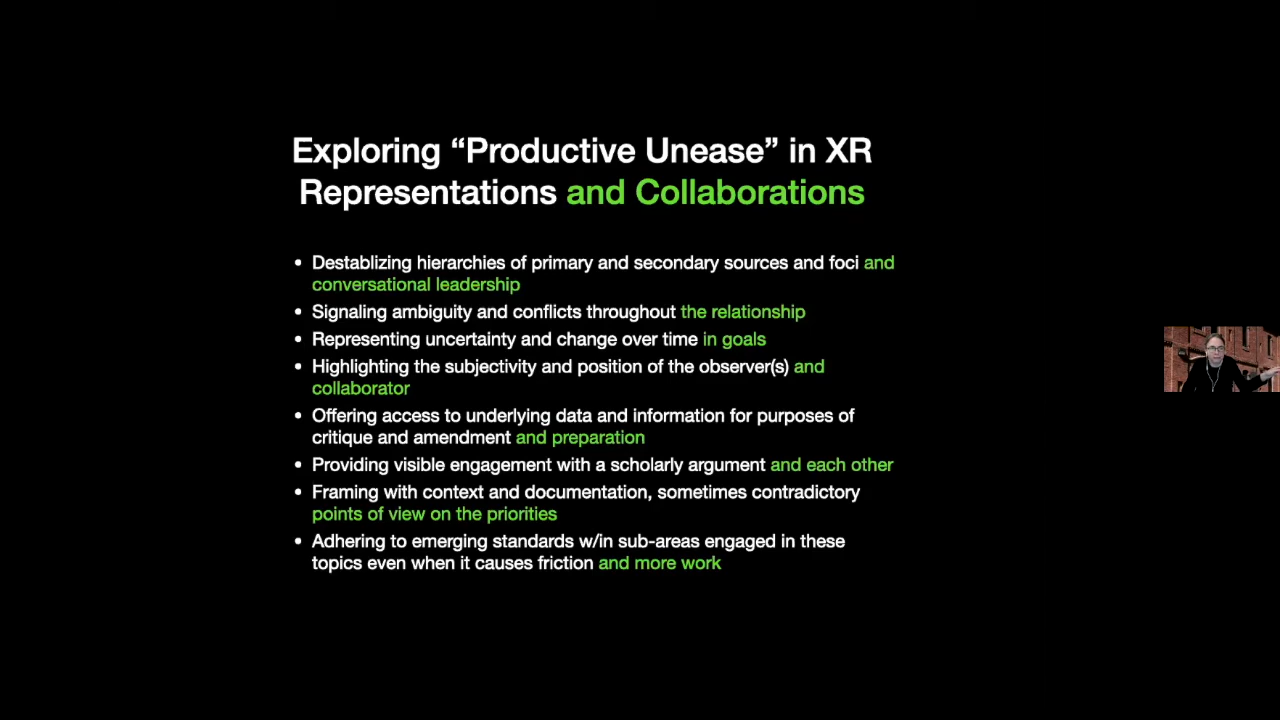 Exploring “Productive Unease” in XR
Representations and Collaborations
• Destablizing hierarchies of primary and secondary sources and foci and
conversational leadership
• Signaling ambiguity and conflicts throughout the relationship
• Representing uncertainty and change over time in goals
• Highlighting the subjectivity and position of the observer(s) and
collaborator
• Offering access to underlying data and information for purposes of
critique and amendment and preparation
• Providing visible engagement with a scholarly argument and each other
• Framing with context and documentation, sometimes contradictory
points of view on the priorities
• Adhering to emerging standards w/in sub-areas engaged in these
topics even when it causes friction and more work